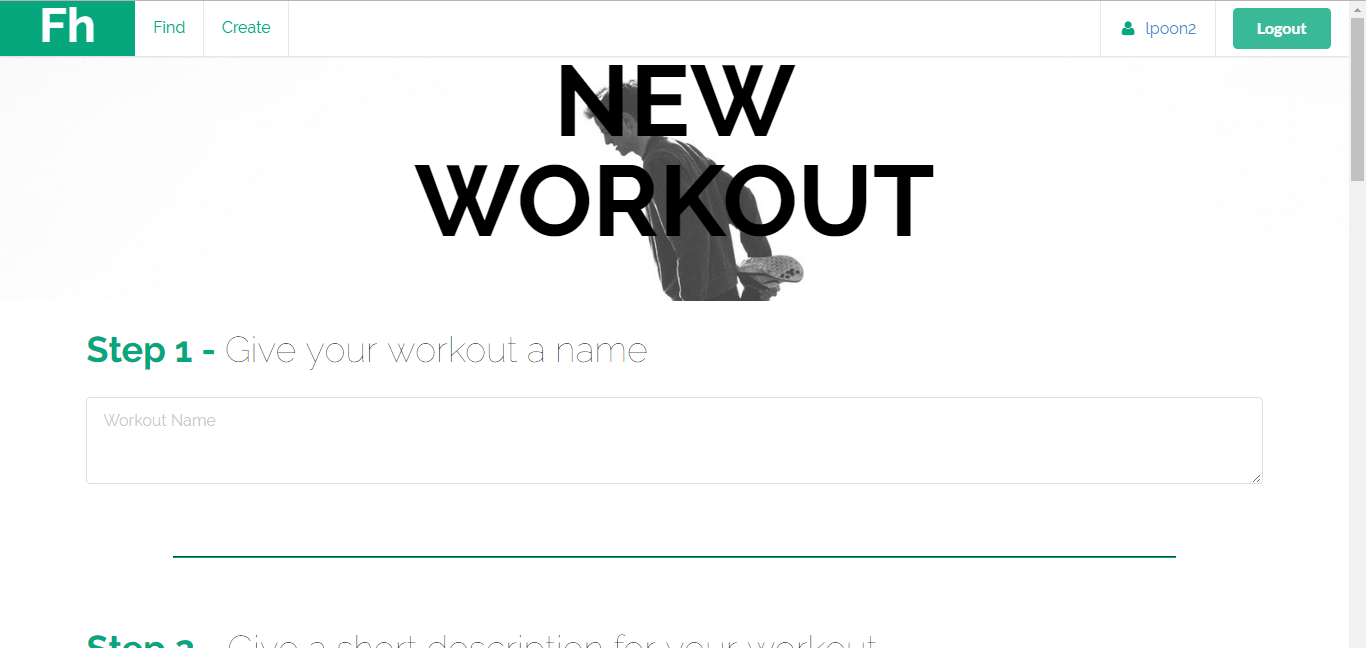 Fh Find Create lpoon2 Logout
NEW
WORKOUT
Step 1 - Give your workout a name
Workout Name
Step 2 - Give a short description for your workout